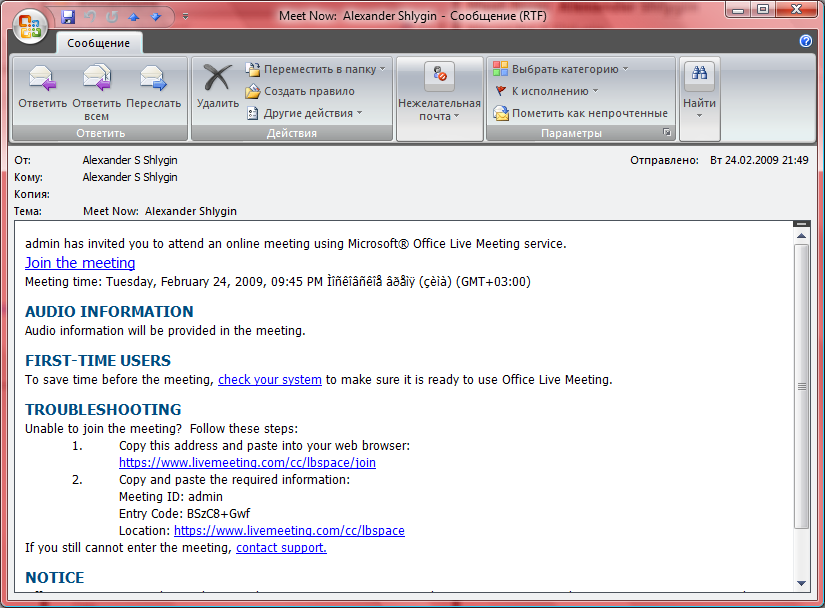 Meet Now: Alexander Shlygin - Сообщение (RTF)
Сообщение
Ответить
Ответить всем
Переслать
Ответить
Удалить
Переместить в папку
Создать правило
Другие действия
Действия
Нежелательная почта
Выбрать категорию
К исполнению
Пометить как непрочтенные
Параметры
Найти
От: Alexander S Shlygin
Отправлено: Вт 24.02.2009 21:49
Кому: Alexander S Shlygin
Копия:
Тема: Meet Now: Alexander Shlygin
admin has invited you to attend an online meeting using Microsoft® Office Live Meeting service.
Join the meeting
Meeting time: Tuesday, February 24, 2009, 09:45 PM Ìîñêîâñêîå âðåìÿ (çèìà) (GMT+03:00)
AUDIO INFORMATION
Audio information will be provided in the meeting.
FIRST-TIME USERS
To save time before the meeting, check your system to make sure it is ready to use Office Live Meeting.
TROUBLESHOOTING
Unable to join the meeting? Follow these steps:
1. Copy this address and paste into your web browser:
https://www.livemeeting.com/cc/lbspace/join
2. Copy and paste the required information:
Meeting ID: admin
Entry Code: BSzC8+Gwf
Location: https://www.livemeeting.com/cc/lbspace
If you still cannot enter the meeting, contact support.
NOTICE